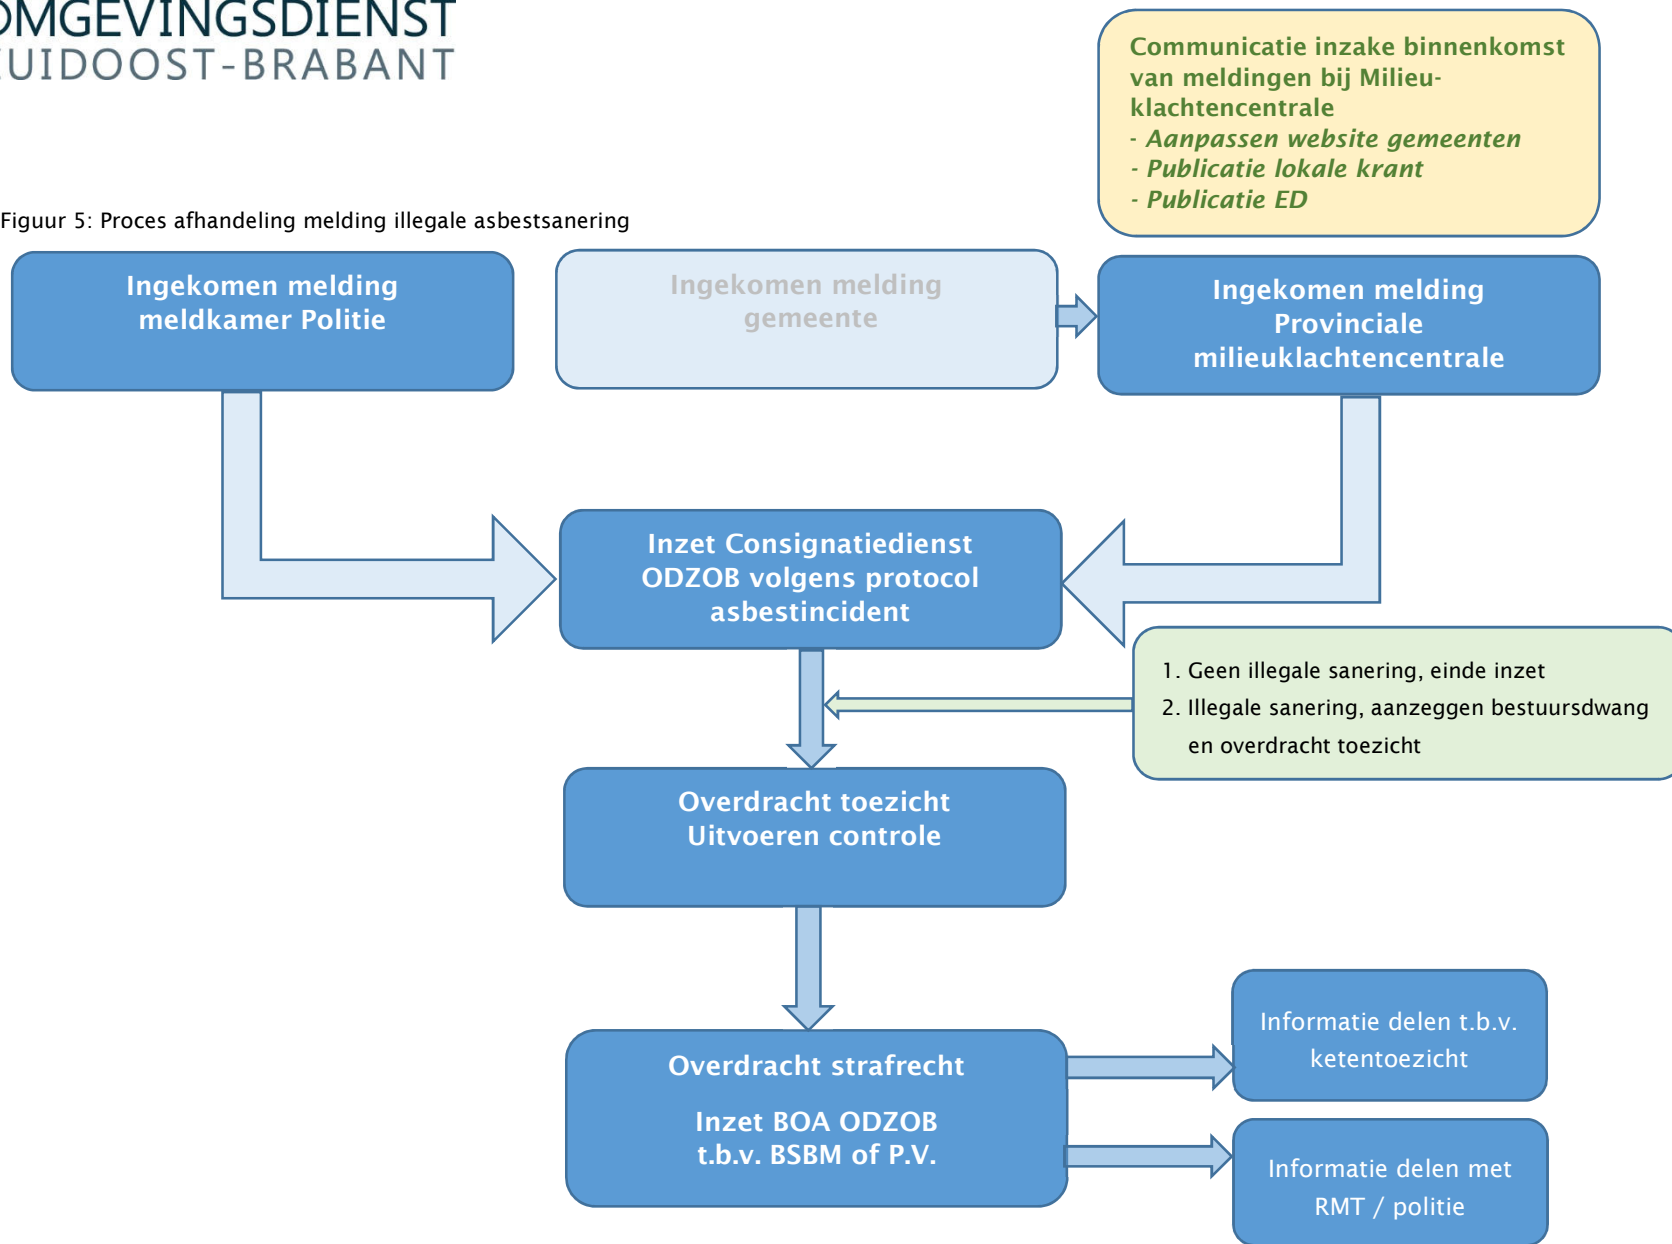 OMGEVINGSDIENST
ZUIDOOST-BRABANT
Communicatie inzake binnenkomst
van meldingen bij Milieu-
klachtencentrale
- Aanpassen website gemeenten
- Publicatie lokale krant
- Publicatie ED
Figuur 5: Proces afhandeling melding illegale asbestsanering
Ingekomen melding
meldkamer Politie
Ingekomen melding
gemeente
Ingekomen melding
Provinciale
milieuklachtencentrale
Inzet Consignatiedienst
ODZOB volgens protocol
asbestincident
1. Geen illegale sanering, einde inzet
2. Illegale sanering, aanzeggen bestuursdwang
en overdracht toezicht
Overdracht toezicht
Uitvoeren controle
Overdracht strafrecht
Inzet BOA ODZOB
t.b.v. BSBM of P.V.
Informatie delen t.b.v.
ketentoezicht
Informatie delen met
RMT / politie